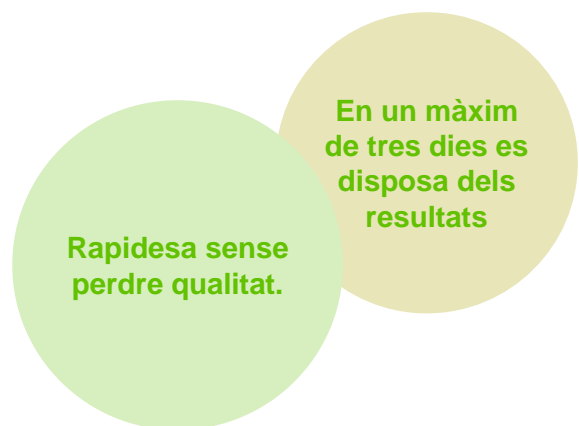 En un màxim
de tres dies es
disposa dels
resultats
Rapidesa sense
perdre qualitat.